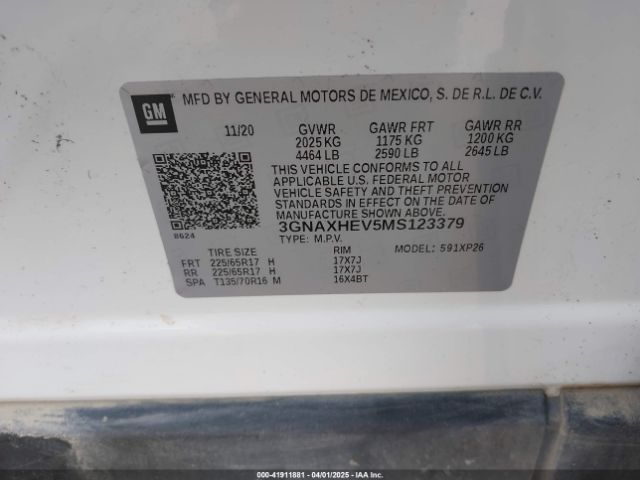 GM
MFD BY GENERAL MOTORS DE MEXICO, S. DE R.L. DE C.V.
11/20 GVWR GAWR FRT GAWR RR
2025 KG 1175 KG 1200 KG
4464 LB 2590 LB 2645 LB
THIS VEHICLE CONFORMS TO ALL
APPLICABLE U.S. FEDERAL MOTOR
VEHICLE SAFETY AND THEFT PREVENTION
STANDARDS IN EFFECT ON THE DATE OF
MANUFACTURE SHOWN ABOVE.
8624
3GNAXHEV5MS123379
TYPE: M.P.V. MODEL: 591XP26
TIRE SIZE RIM
FRT 225/65R17 H 17X7J
RR 225/65R17 H 17X7J
SPA T135/70R16 M 16X4BT
000-41911881 - 04/01/2025 - IAAI.COM